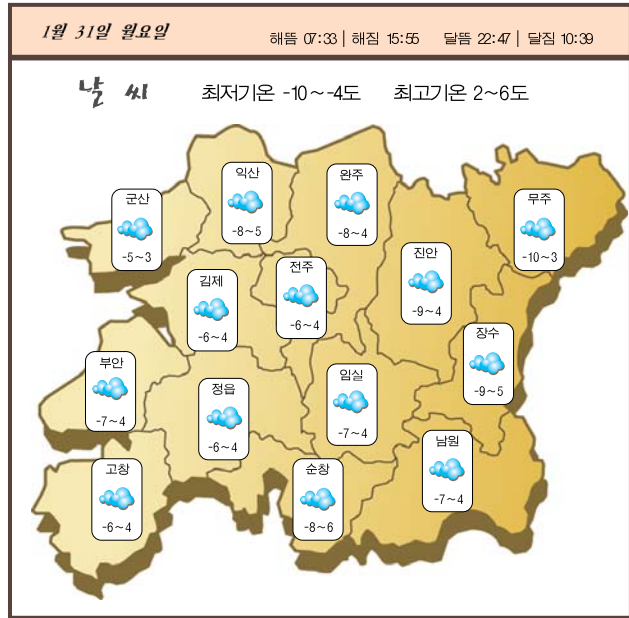 1월 31일 월요일
해뜸 07:33 | 해짐 15:55 달뜸 22:47 | 달짐 10:39
날 씨 최저기온 -10~-4도 최고기온 2~6도
익산
-8~5
완주
-8~4
군산
-5~3
무주
-10~3
진안
-9~4
전주
-6~4
김제
-6~4
장수
-9~5
부안
-7~4
임실
-7~4
정읍
-6~4
남원
-7~4
고창
-6~4
순창
-8~6